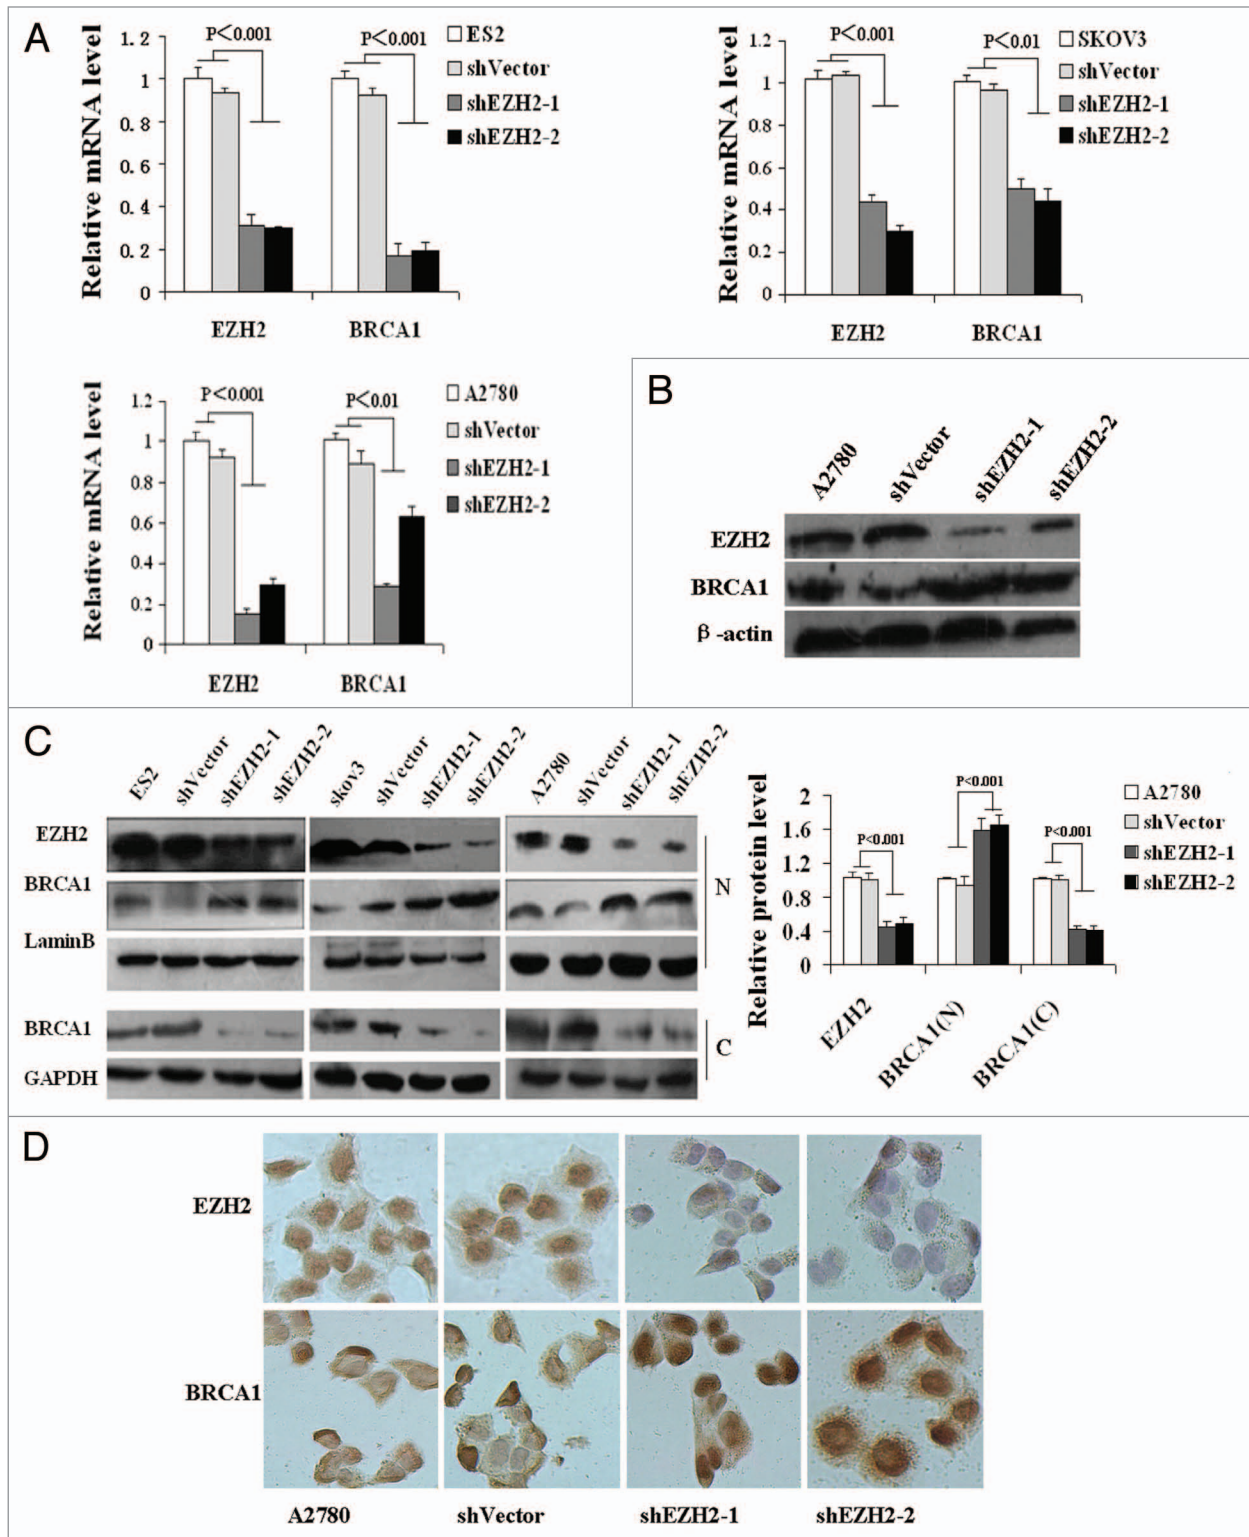 A
Relative mRNA level
1.2
1
0.8
0.6
0.4
0.2
0
P<0.001
P<0.001
EZH2
BRCA1
ES2
shVector
shEZH2-1
shEZH2-2
Relative mRNA level
1.2
1
0.8
0.6
0.4
0.2
0
P<0.001
P<0.01
EZH2
BRCA1
SKOV3
shVector
shEZH2-1
shEZH2-2
Relative mRNA level
1.2
1
0.8
0.6
0.4
0.2
0
P<0.001
P<0.01
EZH2
BRCA1
A2780
shVector
shEZH2-1
shEZH2-2
B
A2780
shVector
shEZH2-1
shEZH2-2
EZH2
BRCA1
β-actin
C
ES2
shVector
shEZH2-1
shEZH2-2
skov3
shVector
shEZH2-1
shEZH2-2
A2780
shVector
shEZH2-1
shEZH2-2
EZH2
BRCA1
LaminB
N
BRCA1
GAPDH
C
Relative protein level
2
1.6
1.2
0.8
0.4
0
P<0.001
P<0.001
P<0.001
EZH2
BRCA1(N)
BRCA1(C)
A2780
shVector
shEZH2-1
shEZH2-2
D
EZH2
BRCA1
A2780
shVector
shEZH2-1
shEZH2-2